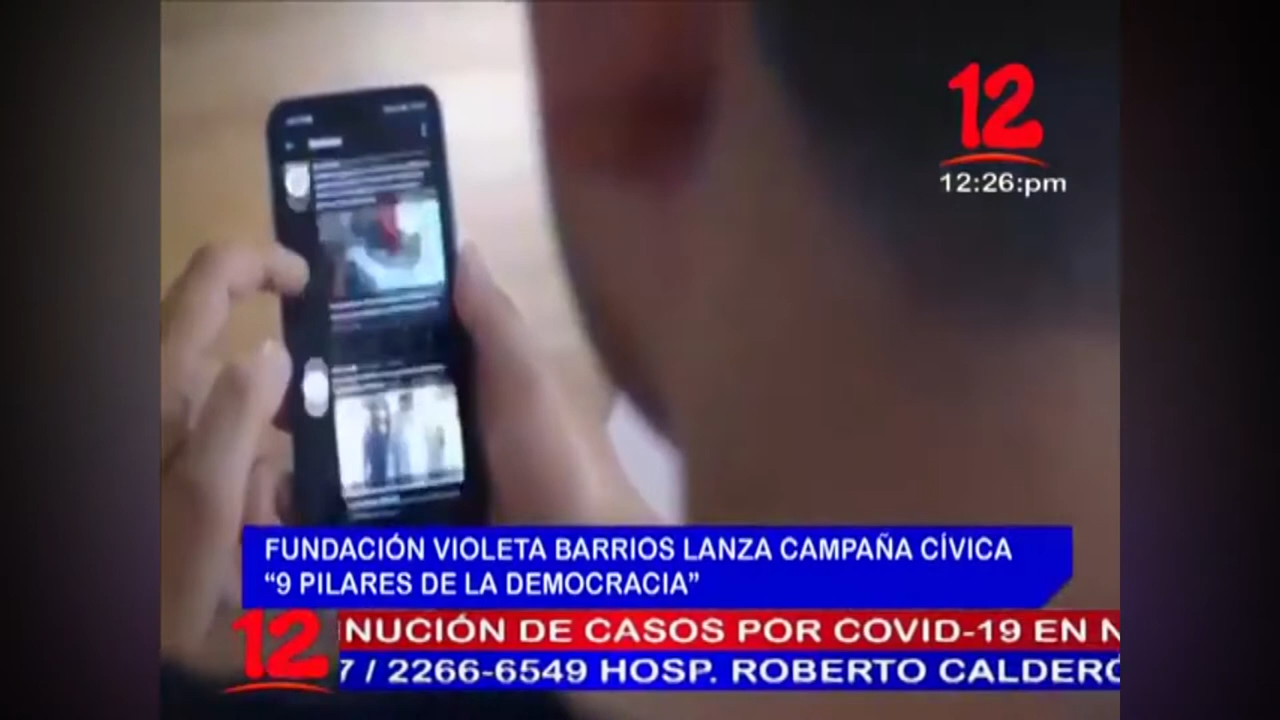 12
12:26:pm
FUNDACIÓN VIOLETA BARRIOS LANZA CAMPAÑA CÍVICA
“9 PILARES DE LA DEMOCRACIA”
12
NUCIÓN DE CASOS POR COVID-19 EN N
7 / 2266-6549 HOSP. ROBERTO CALDERÓ